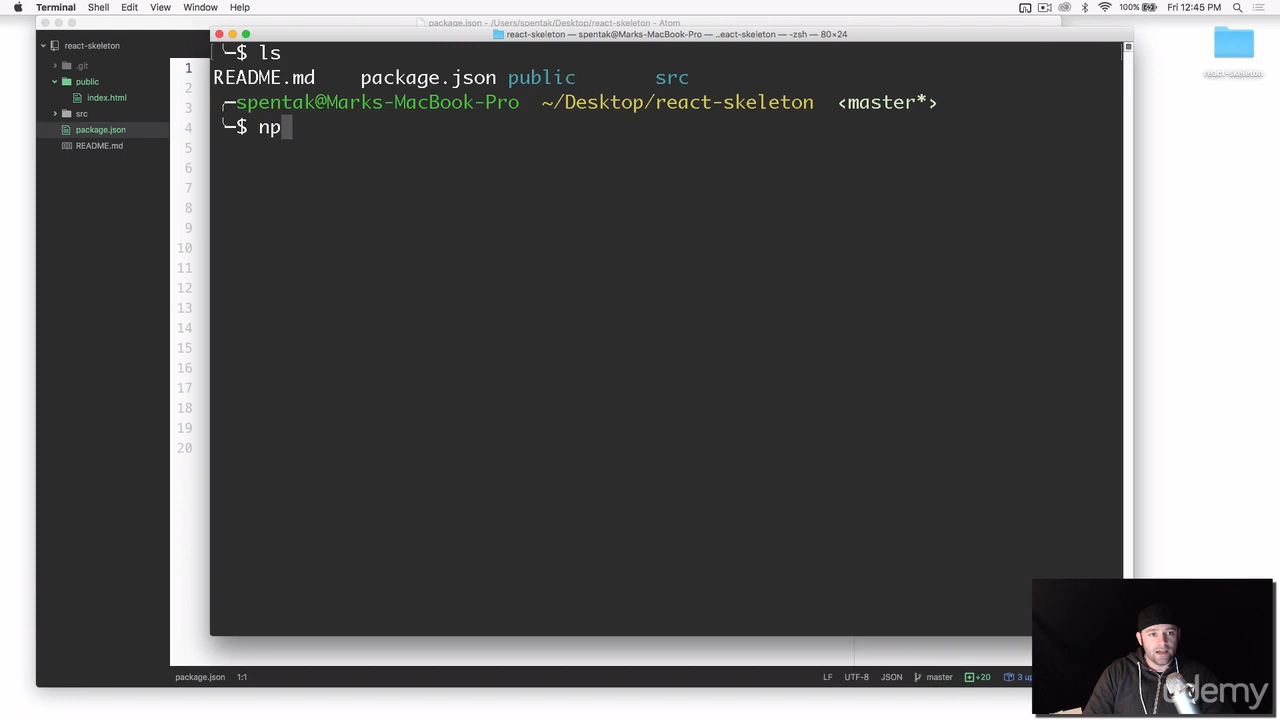 Terminal Shell Edit View Window Help 100% Fri 12:45 PM
package.json - /Users/spentak/Desktop/react-skeleton - Atom
react-skeleton — spentak@Marks-MacBook-Pro — ..eact-skeleton — -zsh — 80×24
react-skeleton
.git
public
index.html
src
package.json
README.md
1
2
3
4
5
6
7
8
9
10
11
12
13
14
15
16
17
18
19
20
$ ls
README.md package.json public src
spentak@Marks-MacBook-Pro ~/Desktop/react-skeleton ‹master*›
$ np
react-skeleton
package.json 1:1 LF UTF-8 JSON master +20 3 up
udemy